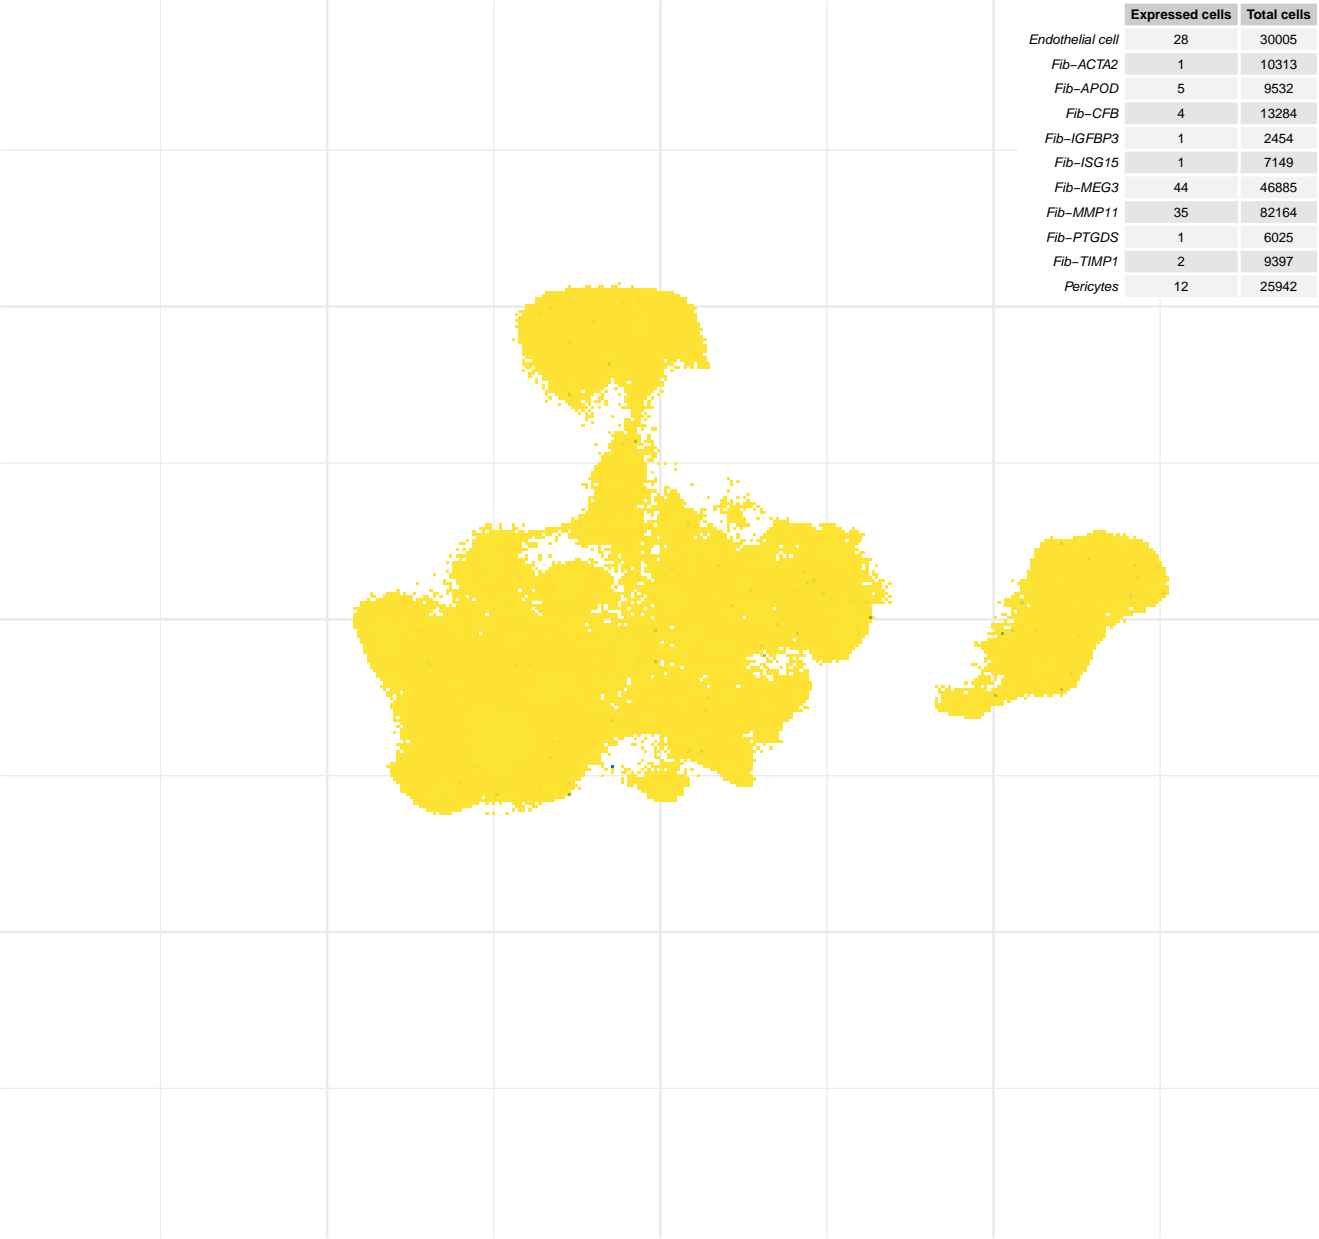 Expressed cells Total cells
Endothelial cell 28 30005
Fib−ACTA2 1 10313
Fib−APOD 5 9532
Fib−CFB 4 13284
Fib−IGFBP3 1 2454
Fib−ISG15 1 7149
Fib−MEG3 44 46885
Fib−MMP11 35 82164
Fib−PTGDS 1 6025
Fib−TIMP1 2 9397
Pericytes 12 25942